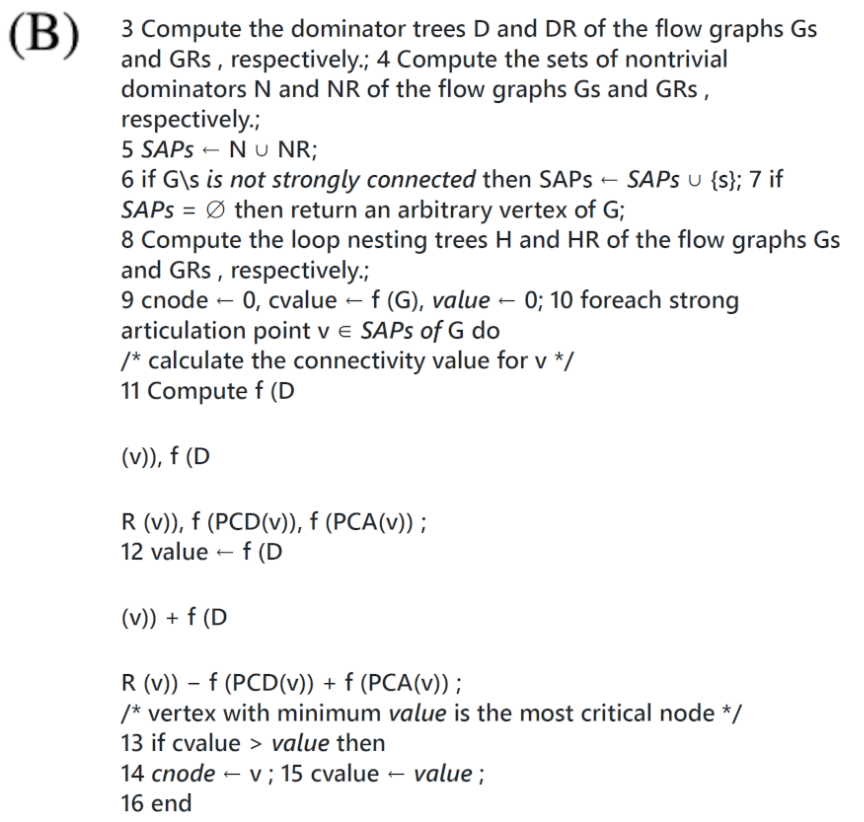 (B)
3 Compute the dominator trees D and DR of the flow graphs Gs
and GRs , respectively.; 4 Compute the sets of nontrivial
dominators N and NR of the flow graphs Gs and GRs ,
respectively.;
5 SAPs ← N ∪ NR;
6 if G\s is not strongly connected then SAPs ← SAPs ∪ {s}; 7 if
SAPs = ∅ then return an arbitrary vertex of G;
8 Compute the loop nesting trees H and HR of the flow graphs Gs
and GRs , respectively.;
9 cnode ← 0, cvalue ← f (G), value ← 0; 10 foreach strong
articulation point v ∈ SAPs of G do
/* calculate the connectivity value for v */
11 Compute f (D
(v)), f (D
R (v)), f (PCD(v)), f (PCA(v)) ;
12 value ← f (D
(v)) + f (D
R (v)) − f (PCD(v)) + f (PCA(v)) ;
/* vertex with minimum value is the most critical node */
13 if cvalue > value then
14 cnode ← v ; 15 cvalue ← value ;
16 end